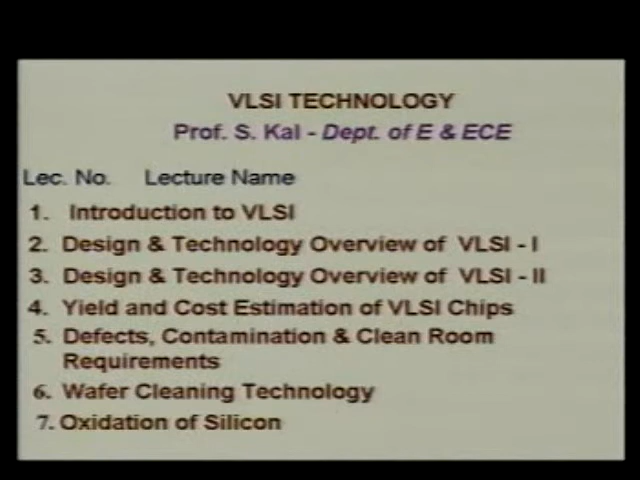 VLSI TECHNOLOGY
Prof. S. Kal - Dept. of E & ECE
Lec. No. Lecture Name
1. Introduction to VLSI
2. Design & Technology Overview of VLSI - I
3. Design & Technology Overview of VLSI - II
4. Yield and Cost Estimation of VLSI Chips
5. Defects, Contamination & Clean Room
Requirements
6. Wafer Cleaning Technology
7. Oxidation of Silicon